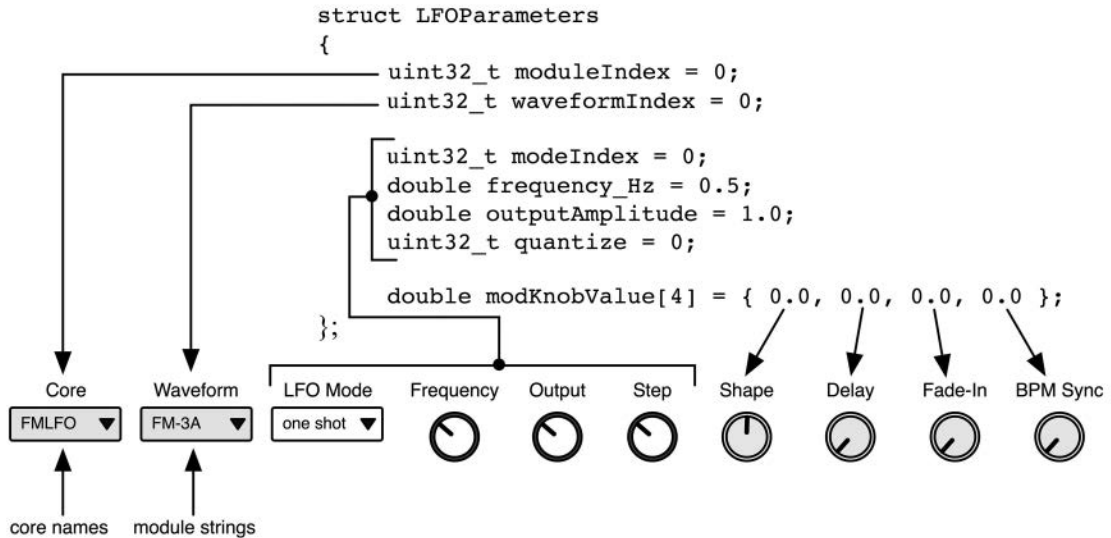 struct LFOParameters
{
uint32_t moduleIndex = 0;
uint32_t waveformIndex = 0;
uint32_t modeIndex = 0;
double frequency_Hz = 0.5;
double outputAmplitude = 1.0;
uint32_t quantize = 0;
double modKnobValue[4] = { 0.0, 0.0, 0.0, 0.0 };
};
Core Waveform LFO Mode Frequency Output Step Shape Delay Fade-In BPM Sync
FMLFO FM-3A one shot
core names module strings